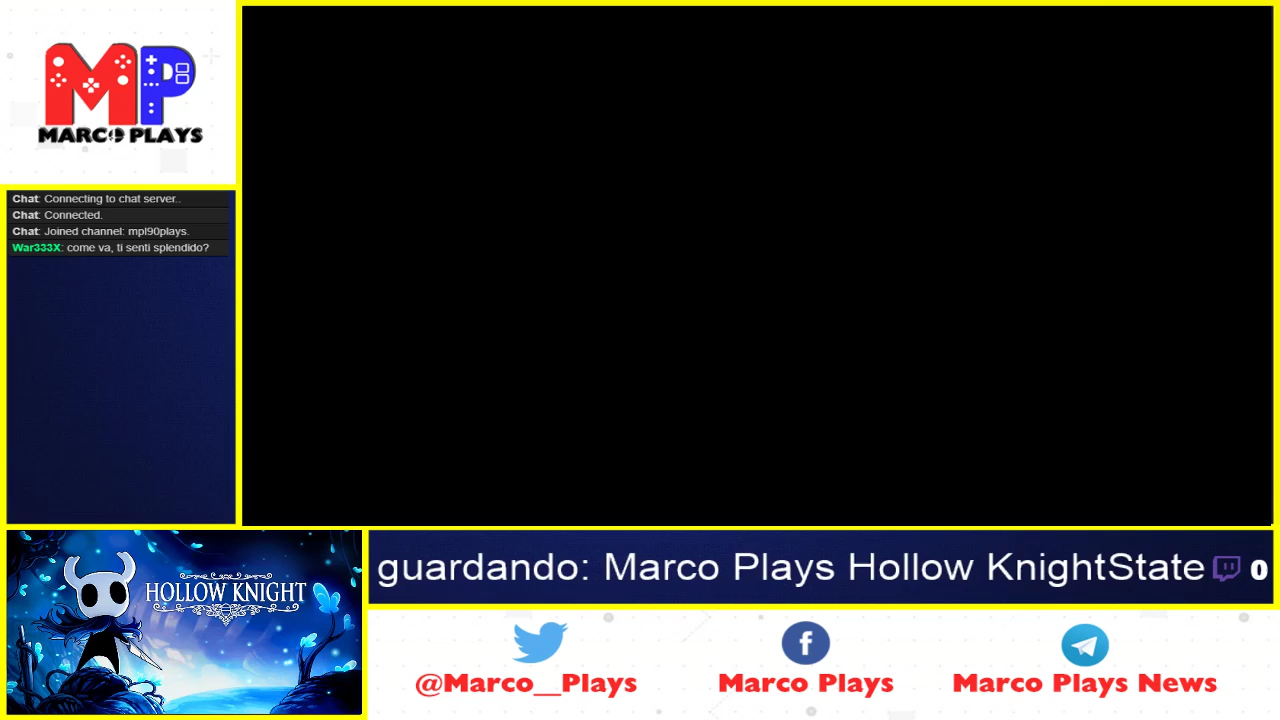 MP
MARCO PLAYS
Chat: Connecting to chat server..
Chat: Connected.
Chat: Joined channel: mpl90plays.
War333X: come va, ti senti splendido?
HOLLOW KNIGHT
guardando: Marco Plays Hollow KnightState
0
@Marco__Plays
Marco Plays
Marco Plays News